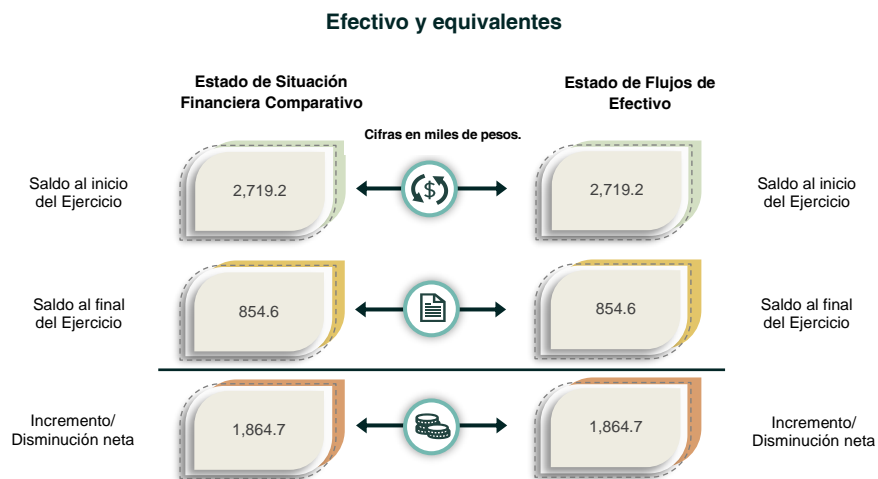 Efectivo y equivalentes
Estado de Situación
Financiera Comparativo
Estado de Flujos de
Efectivo
Cifras en miles de pesos.
Saldo al inicio
del Ejercicio
2,719.2
2,719.2
Saldo al inicio
del Ejercicio
Saldo al final
del Ejercicio
854.6
854.6
Saldo al final
del Ejercicio
Incremento/
Disminución neta
1,864.7
1,864.7
Incremento/
Disminución neta